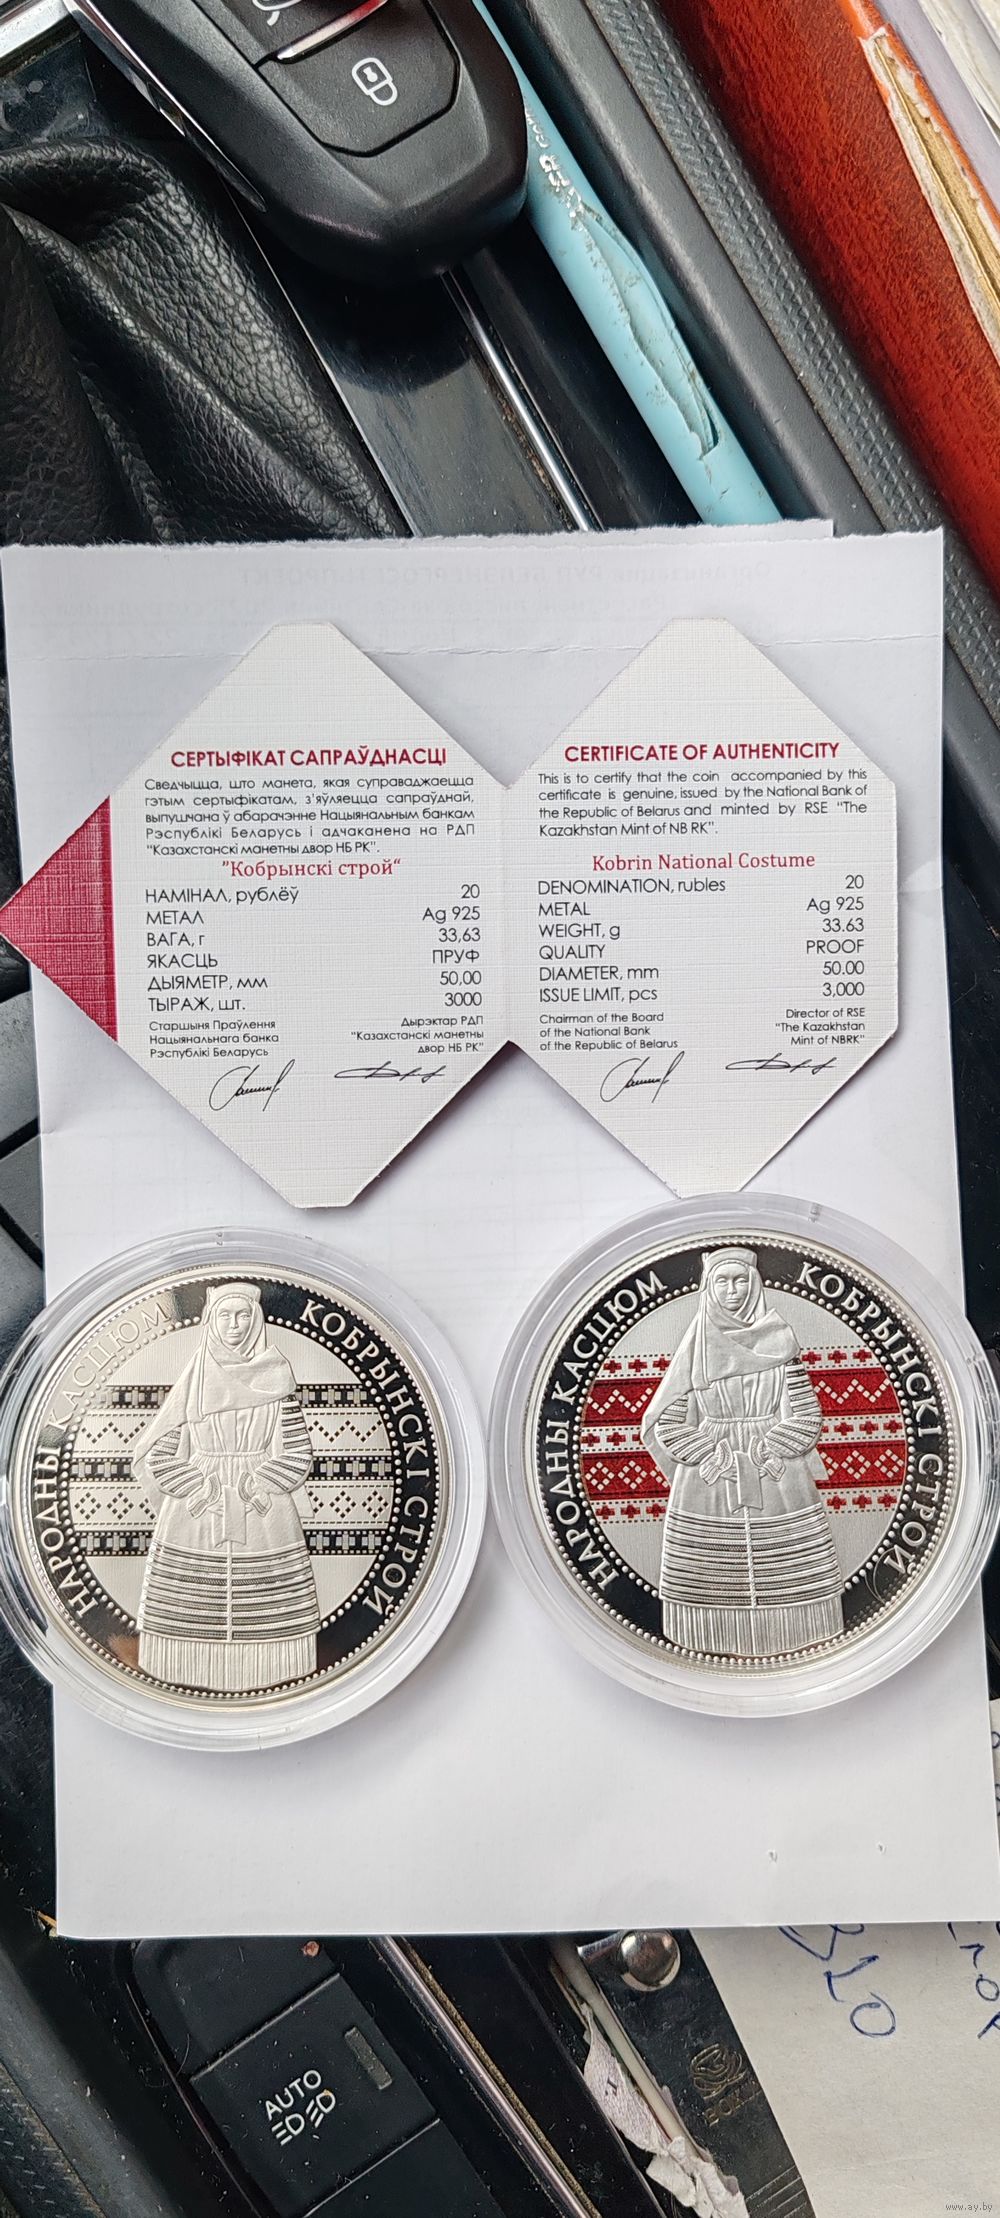 СЕРТЫФІКАТ САПРАЎДНАСЦІ
Сведчыцца, што манета, якая суправаджаецца
гэтым сертыфікатам, з'яўляецца сапраўднай,
выпушчана ў абарачэнне Нацыянальным банкам
Рэспублікі Беларусь і адчаканена на РДП
"Казахстанскі манетны двор НБ РК".
"Кобрынскі строй"
НАМІНАЛ, рублёў 20
МЕТАЛ Ag 925
ВАГА, г 33,63
ЯКАСЦЬ ПРУФ
ДЫЯМЕТР, мм 50,00
ТЫРАЖ, шт. 3000
Старшыня Праўлення
Нацыянальнага банка
Рэспублікі Беларусь
Дырэктар РДП
"Казахстанскі манетны
двор НБ РК"
CERTIFICATE OF AUTHENTICITY
This is to certify that the coin accompanied by this
certificate is genuine, issued by the National Bank of
the Republic of Belarus and minted by RSE "The
Kazakhstan Mint of NB RK".
Kobrin National Costume
DENOMINATION, rubles 20
METAL Ag 925
WEIGHT, g 33.63
QUALITY PROOF
DIAMETER, mm 50.00
ISSUE LIMIT, pcs 3,000
Chairman of the Board
of the National Bank
of the Republic of Belarus
Director of RSE
"The Kazakhstan
Mint of NBRK"
НАРОДНЫ КАСЦЮМ КОБРЫНСКІ СТРОЙ
НАРОДНЫ КАСЦЮМ КОБРЫНСКІ СТРОЙ
AUTO
www.ay.by